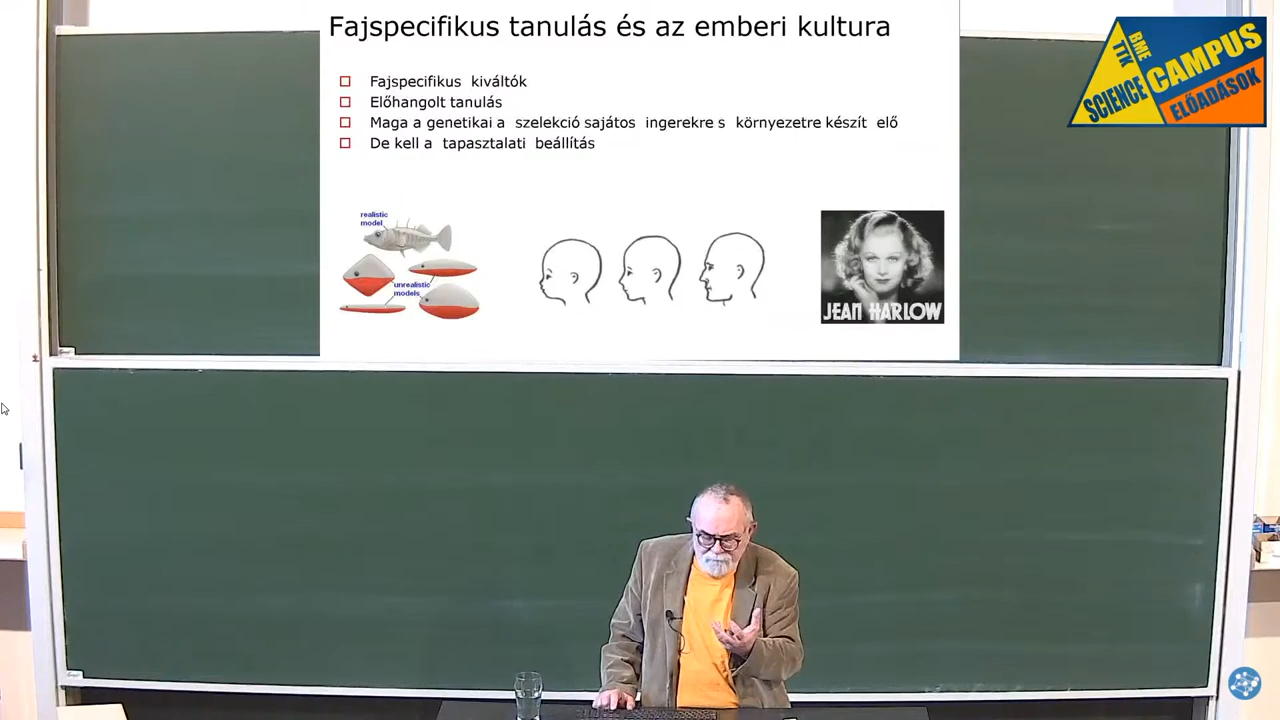 Fajspecifikus tanulás és az emberi kultura
Fajspecifikus kiváltók
Előhangolt tanulás
Maga a genetikai a szelekció sajátos ingerekre s környezetre készít elő
De kell a tapasztalati beállítás
realistic
model
unrealistic
models
JEAN HARLOW
BME
TTK
SCIENCE
CAMPUS
ELŐADÁSOK